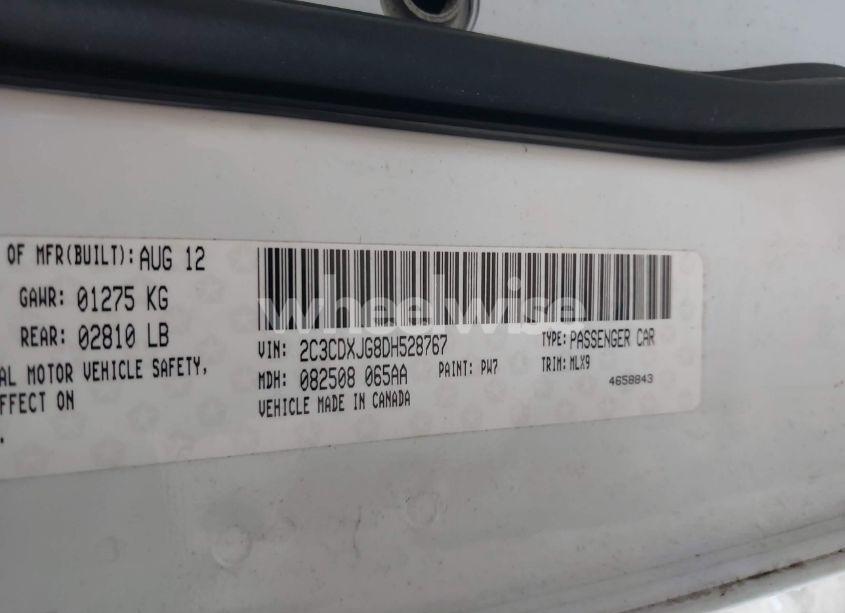 OF MFR(BUILT): AUG 12
GAWR: 01275 KG
REAR: 02810 LB
AL MOTOR VEHICLE SAFETY,
FFECT ON
.
wheelwise
VIN: 2C3CDXJG8DH528767
TYPE: PASSENGER CAR
MDH: 082508 065AA
PAINT: PW7
TRIM: MLX9
VEHICLE MADE IN CANADA
4658843